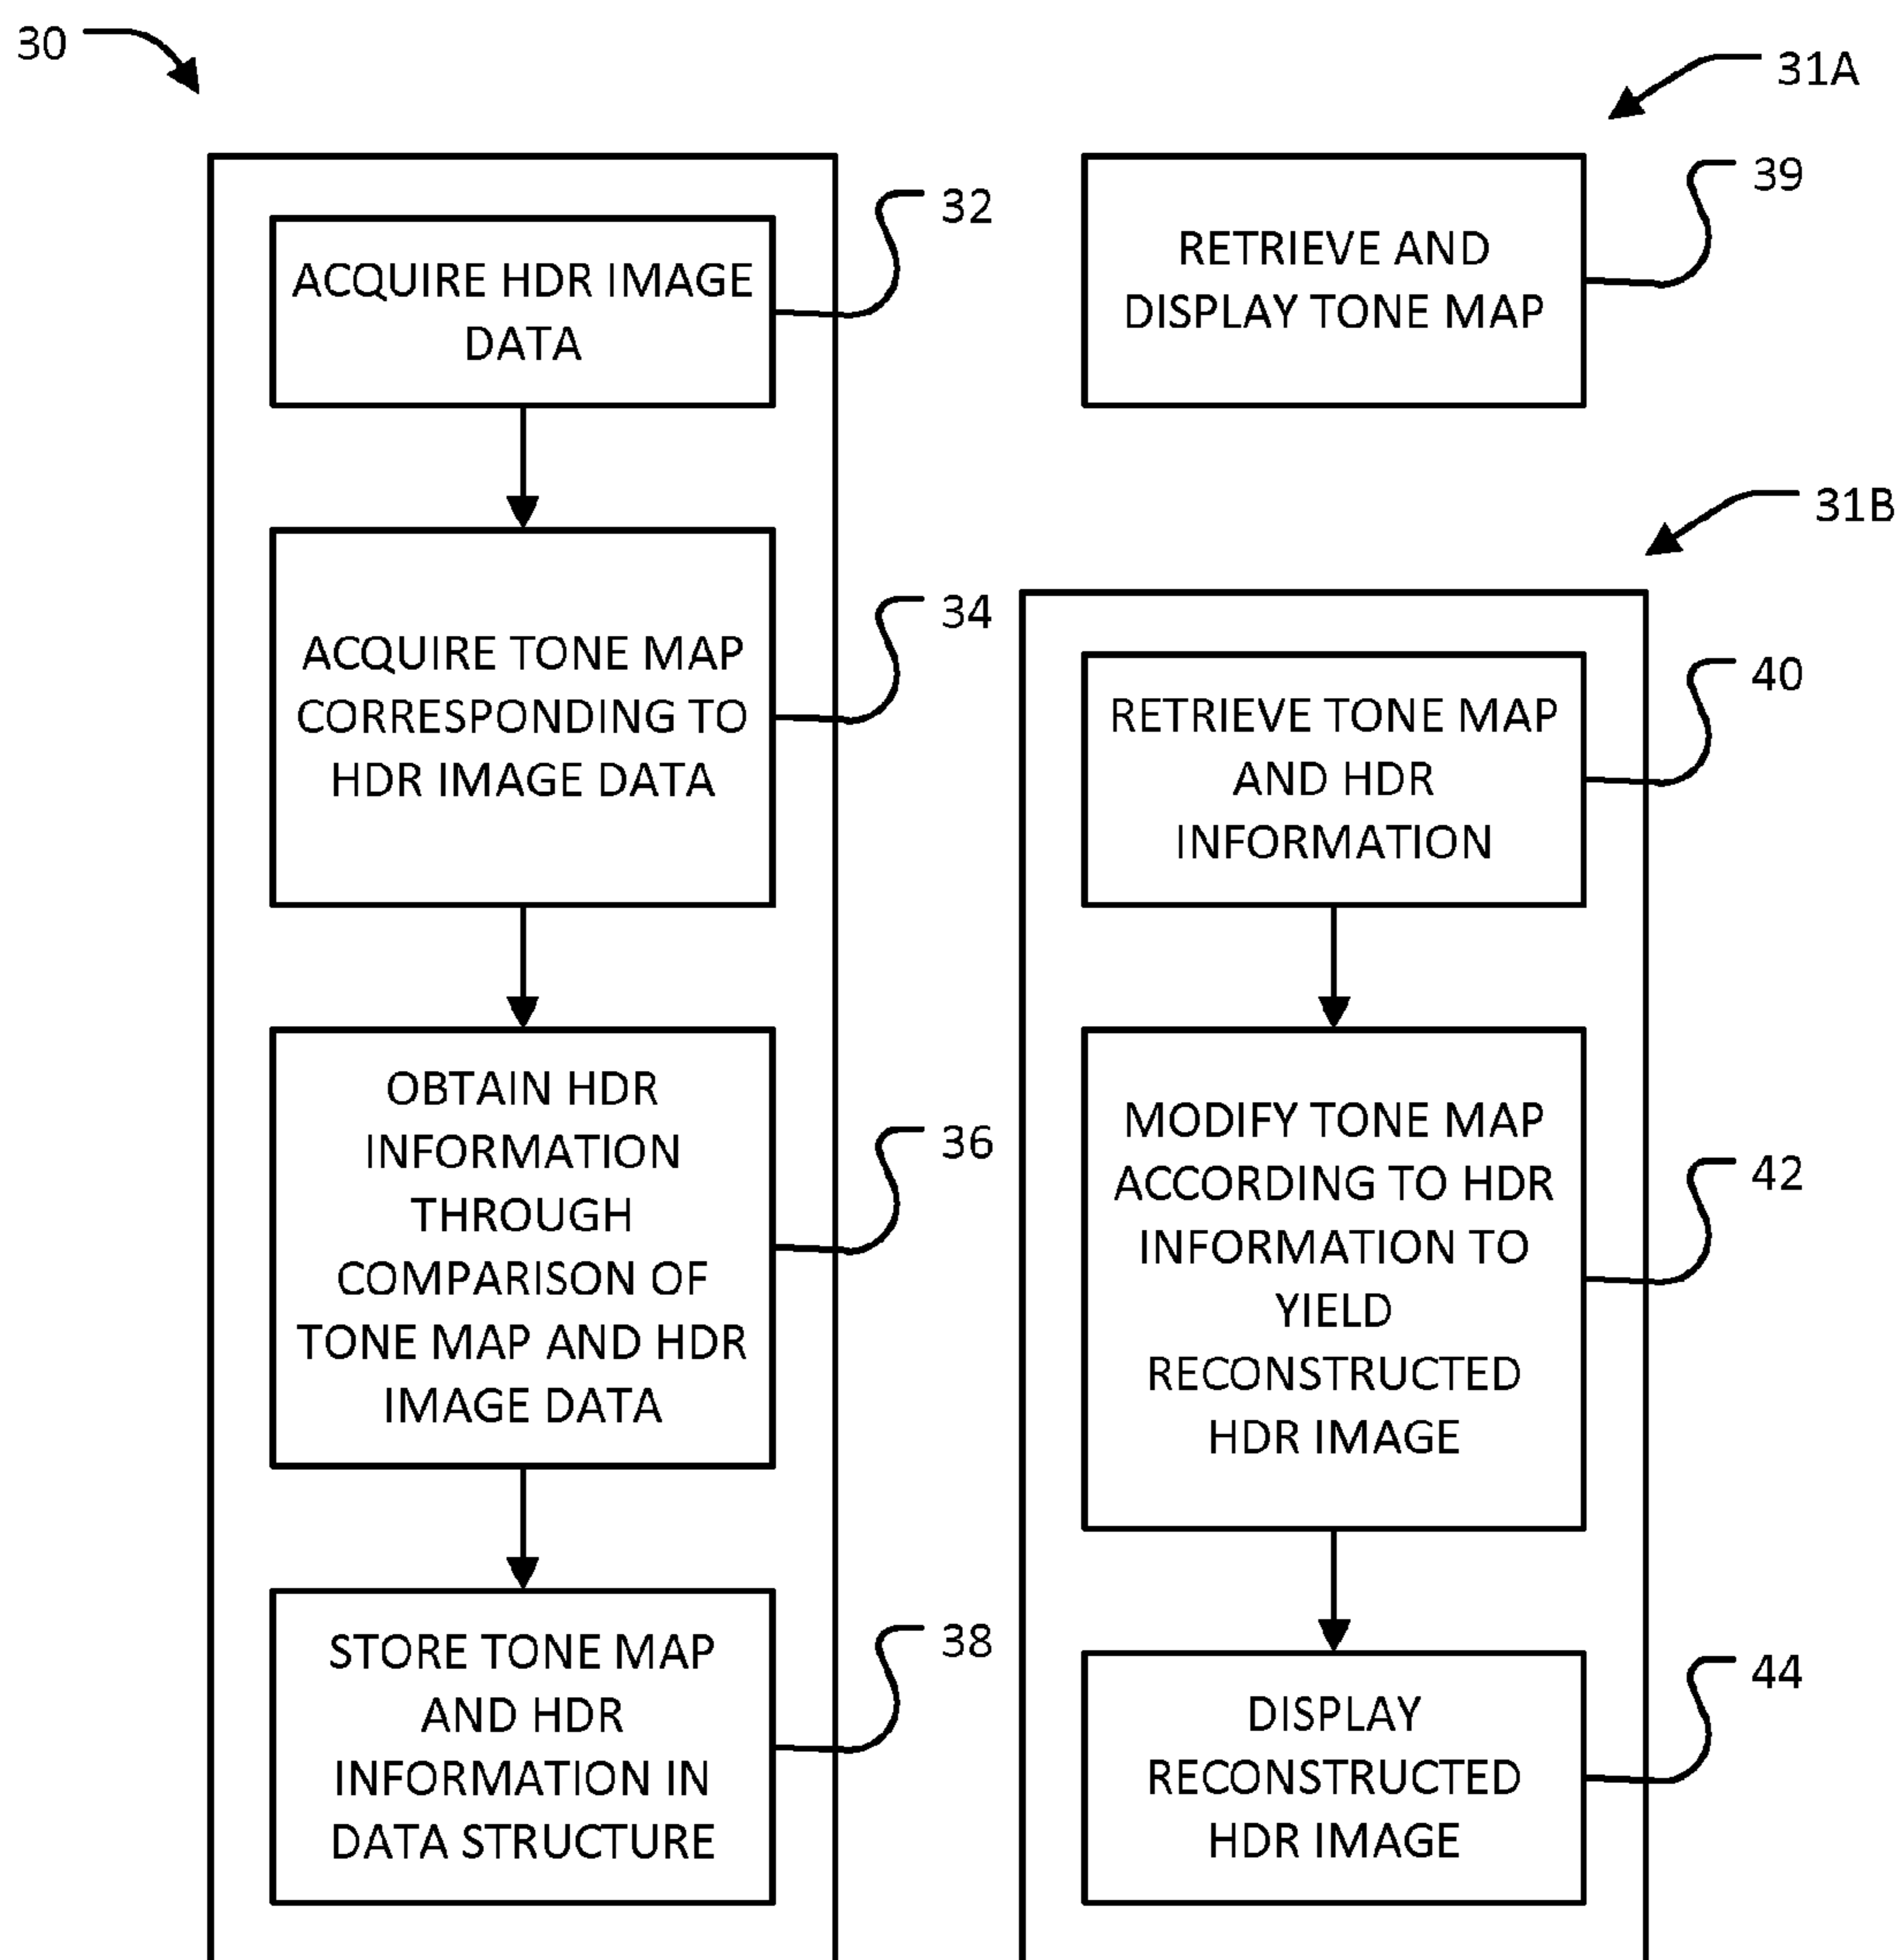 30
32
ACQUIRE HDR IMAGE
DATA
34
ACQUIRE TONE MAP
CORRESPONDING TO
HDR IMAGE DATA
36
OBTAIN HDR
INFORMATION
THROUGH
COMPARISON OF
TONE MAP AND HDR
IMAGE DATA
38
STORE TONE MAP
AND HDR
INFORMATION IN
DATA STRUCTURE
31A
39
RETRIEVE AND
DISPLAY TONE MAP
31B
40
RETRIEVE TONE MAP
AND HDR
INFORMATION
42
MODIFY TONE MAP
ACCORDING TO HDR
INFORMATION TO
YIELD
RECONSTRUCTED
HDR IMAGE
44
DISPLAY
RECONSTRUCTED
HDR IMAGE